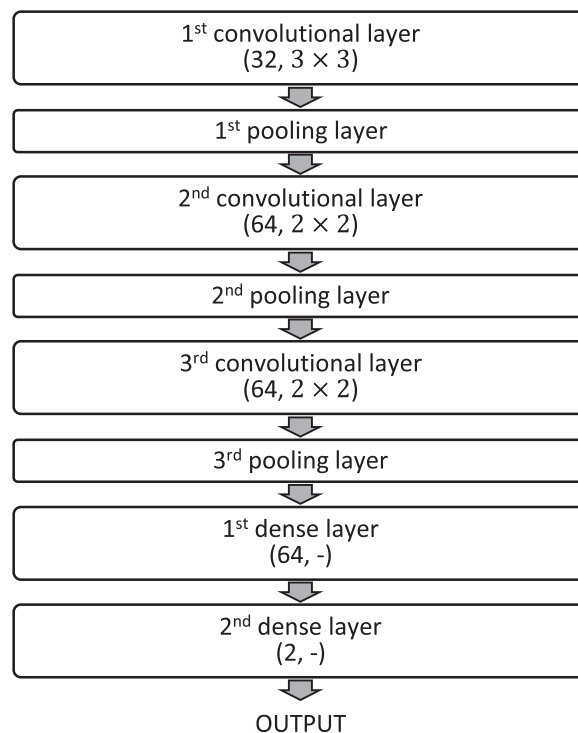 1st convolutional layer
(32, 3 × 3)
1st pooling layer
2nd convolutional layer
(64, 2 × 2)
2nd pooling layer
3rd convolutional layer
(64, 2 × 2)
3rd pooling layer
1st dense layer
(64, -)
2nd dense layer
(2, -)
OUTPUT